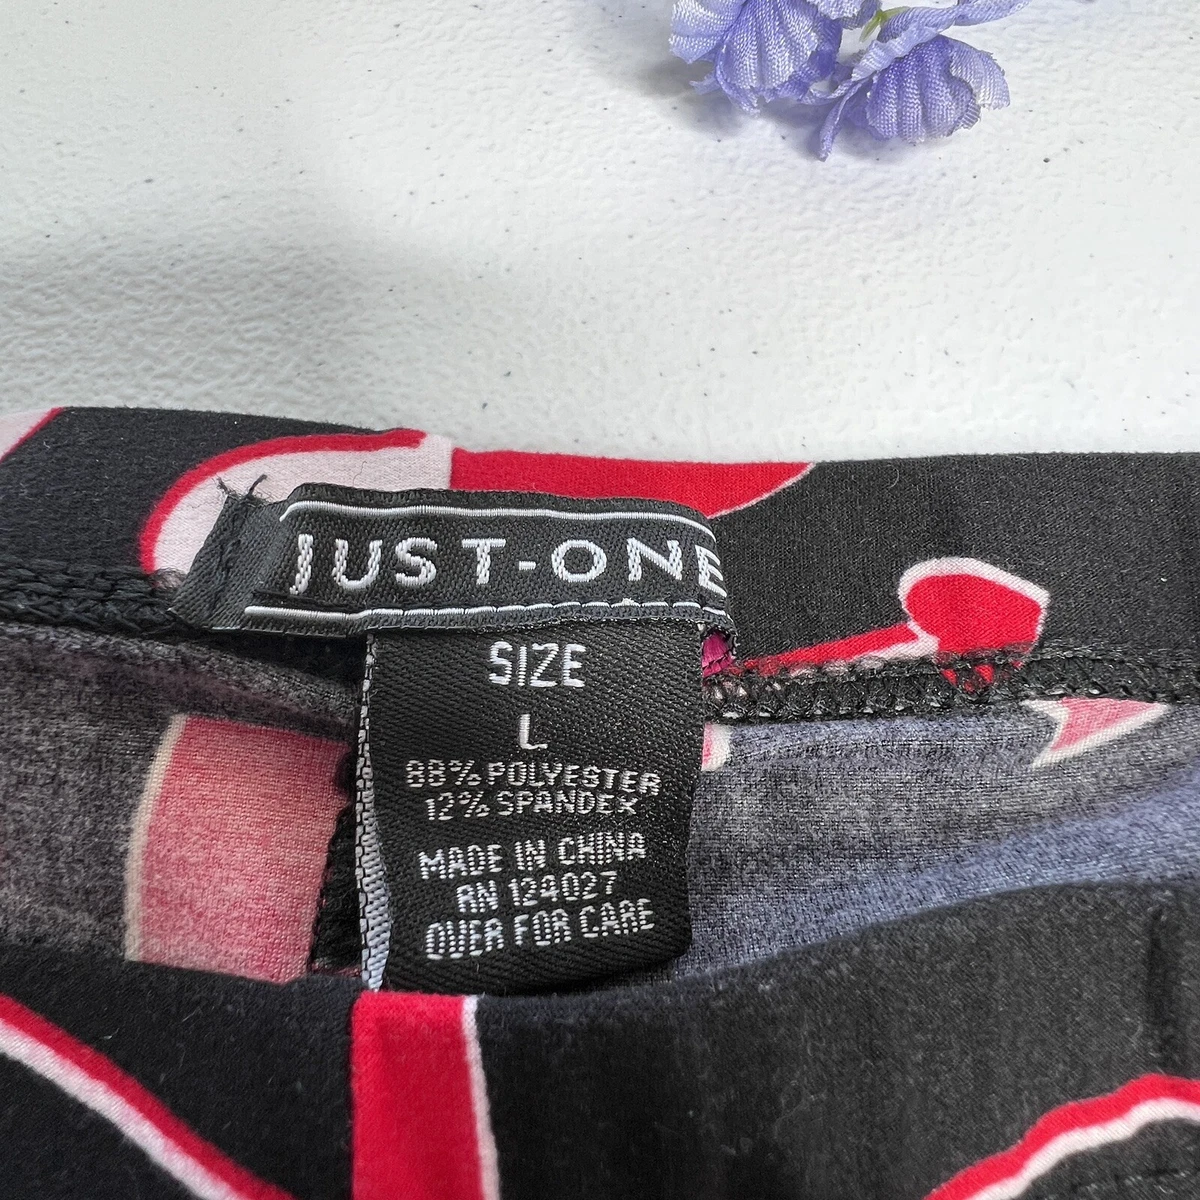 JUST-ONE
SIZE
L
88% POLYESTER
12% SPANDEX
MADE IN CHINA
RN 124027
OVER FOR CARE